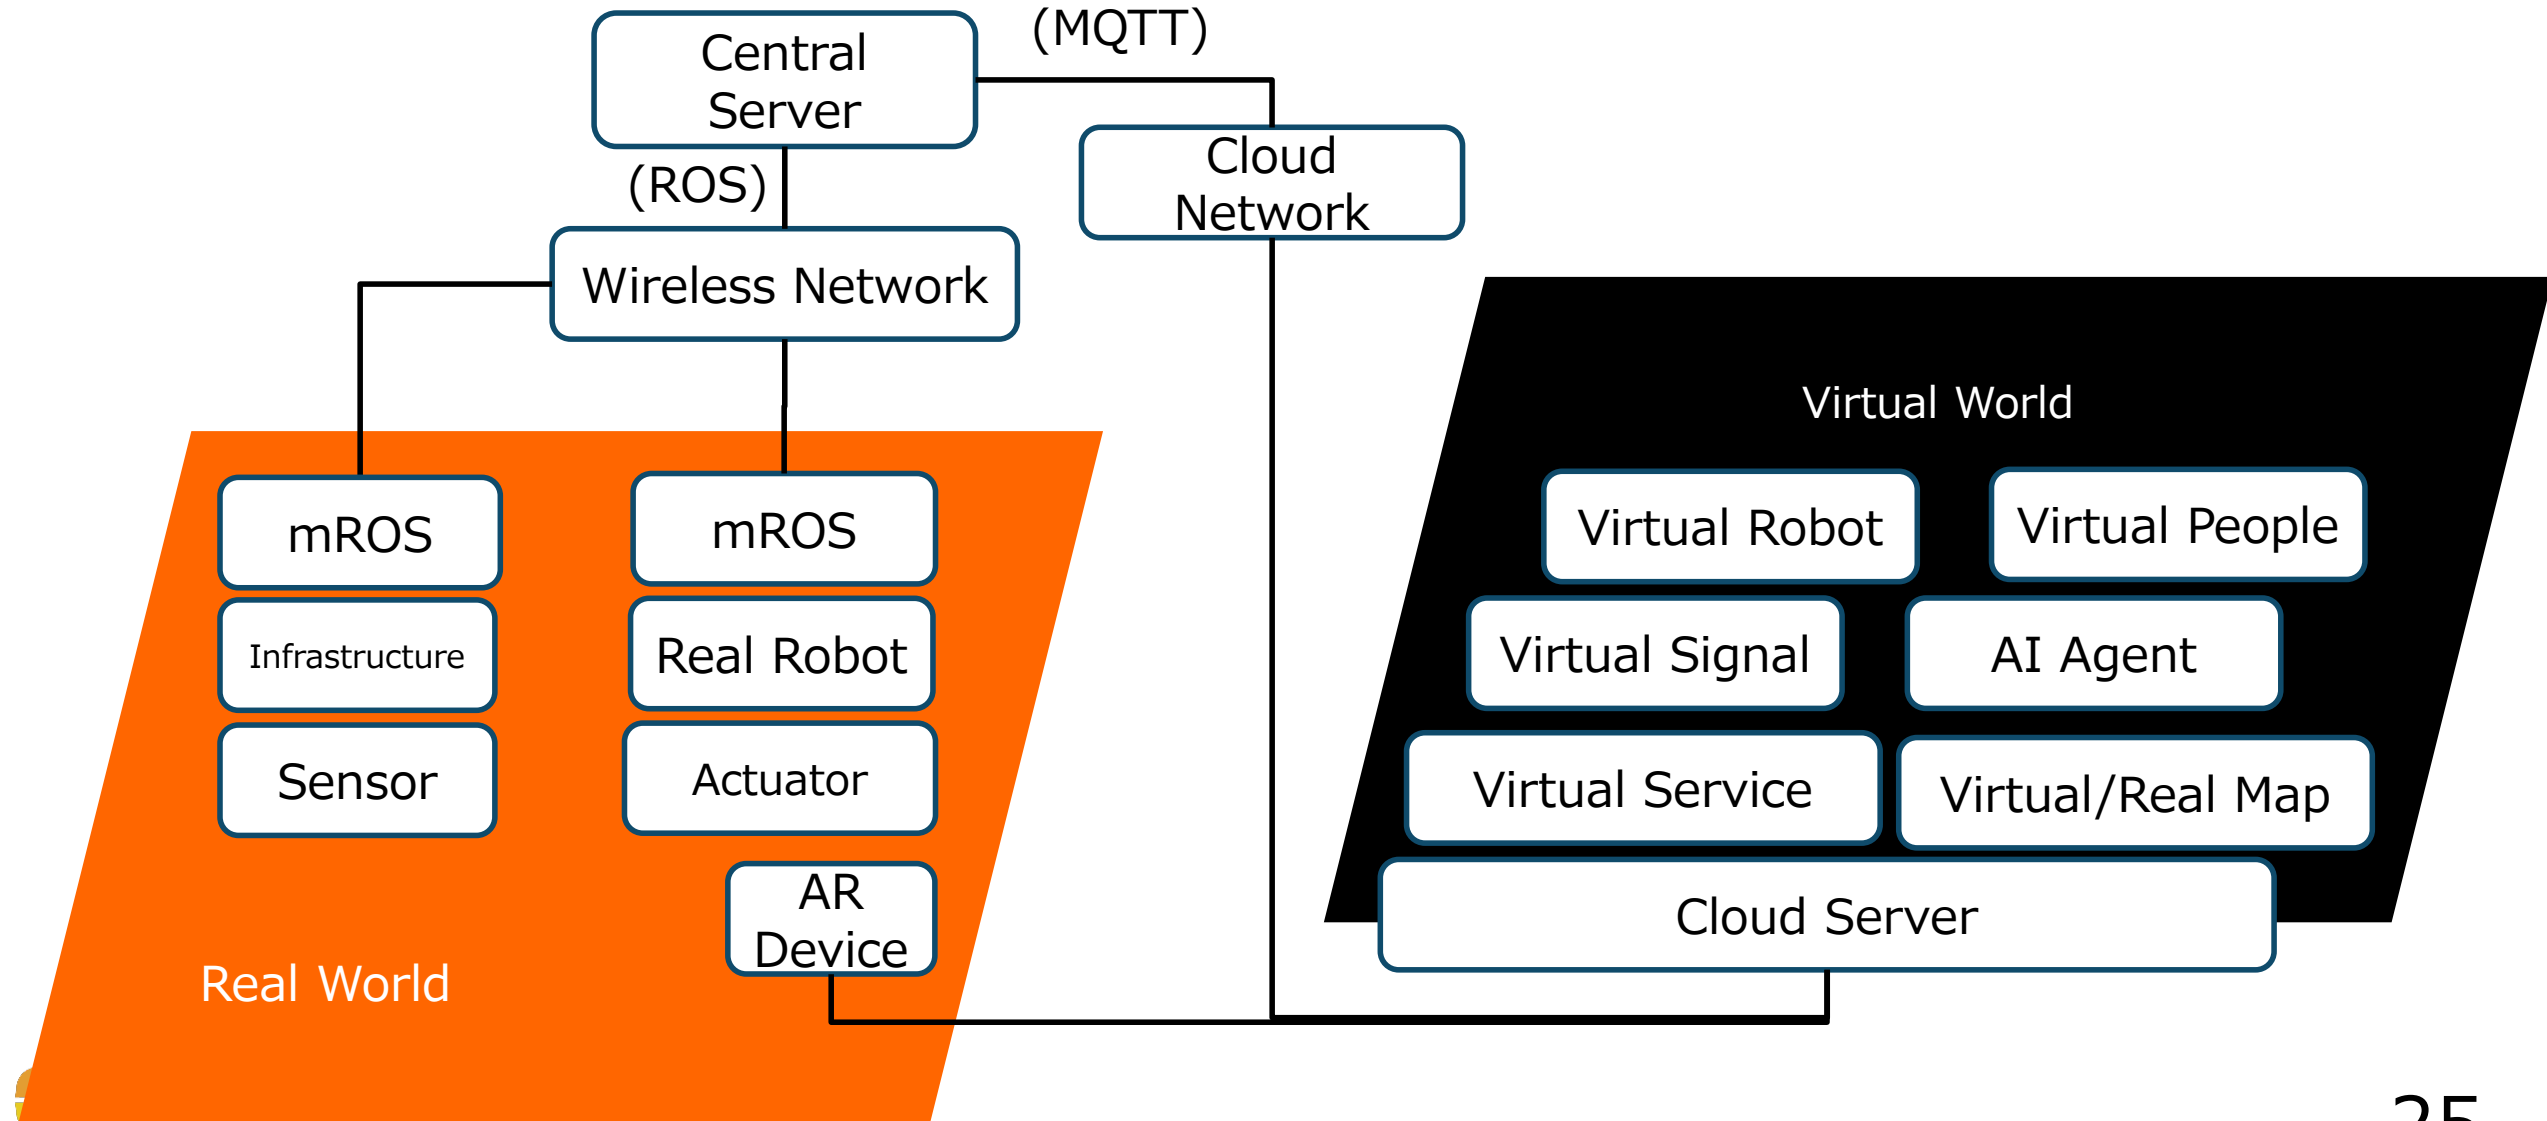 Central
Server
(MQTT)
Cloud
Network
(ROS)
Wireless Network
Virtual World
mROS
mROS
Virtual Robot
Virtual People
Infrastructure
Real Robot
Virtual Signal
AI Agent
Sensor
Actuator
Virtual Service
Virtual/Real Map
AR
Device
Cloud Server
Real World
25